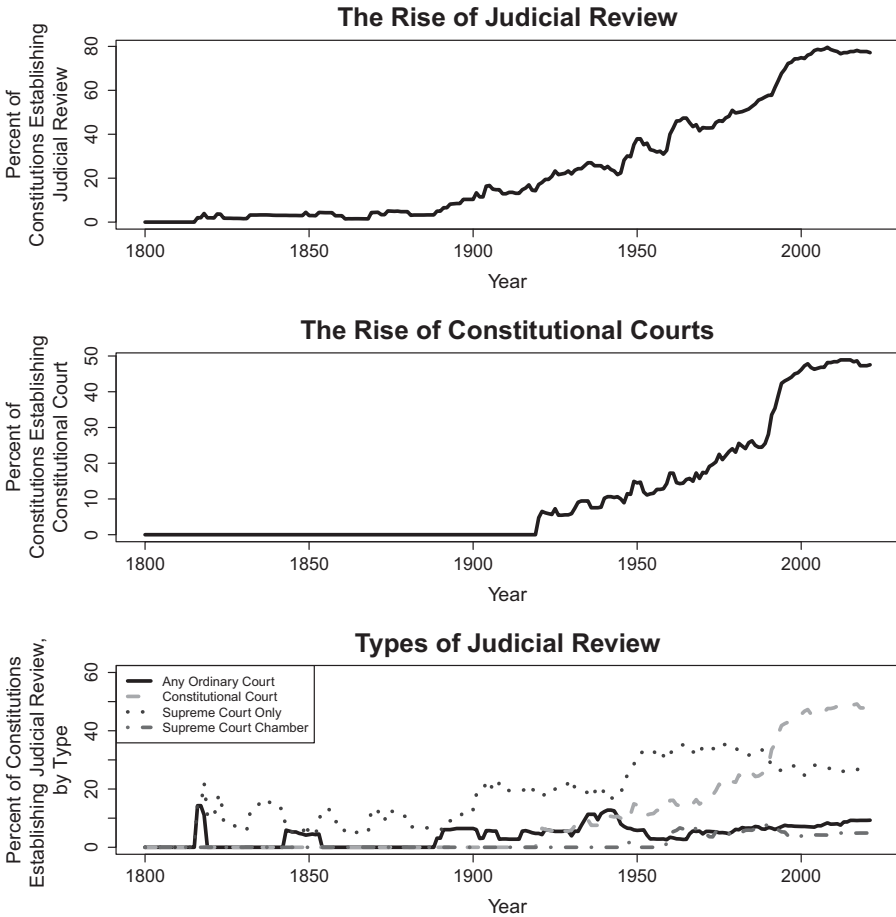 The Rise of Judicial Review
Percent of
Constitutions Establishing
Judicial Review
80
60
40
20
0
1800 1850 1900 1950 2000
Year
The Rise of Constitutional Courts
Percent of
Constitutions Establishing
Constitutional Court
50
40
30
20
10
0
1800 1850 1900 1950 2000
Year
Types of Judicial Review
Percent of Constitutions
Establishing Judicial Review,
by Type
60
40
20
0
Any Ordinary Court
Constitutional Court
Supreme Court Only
Supreme Court Chamber
1800 1850 1900 1950 2000
Year